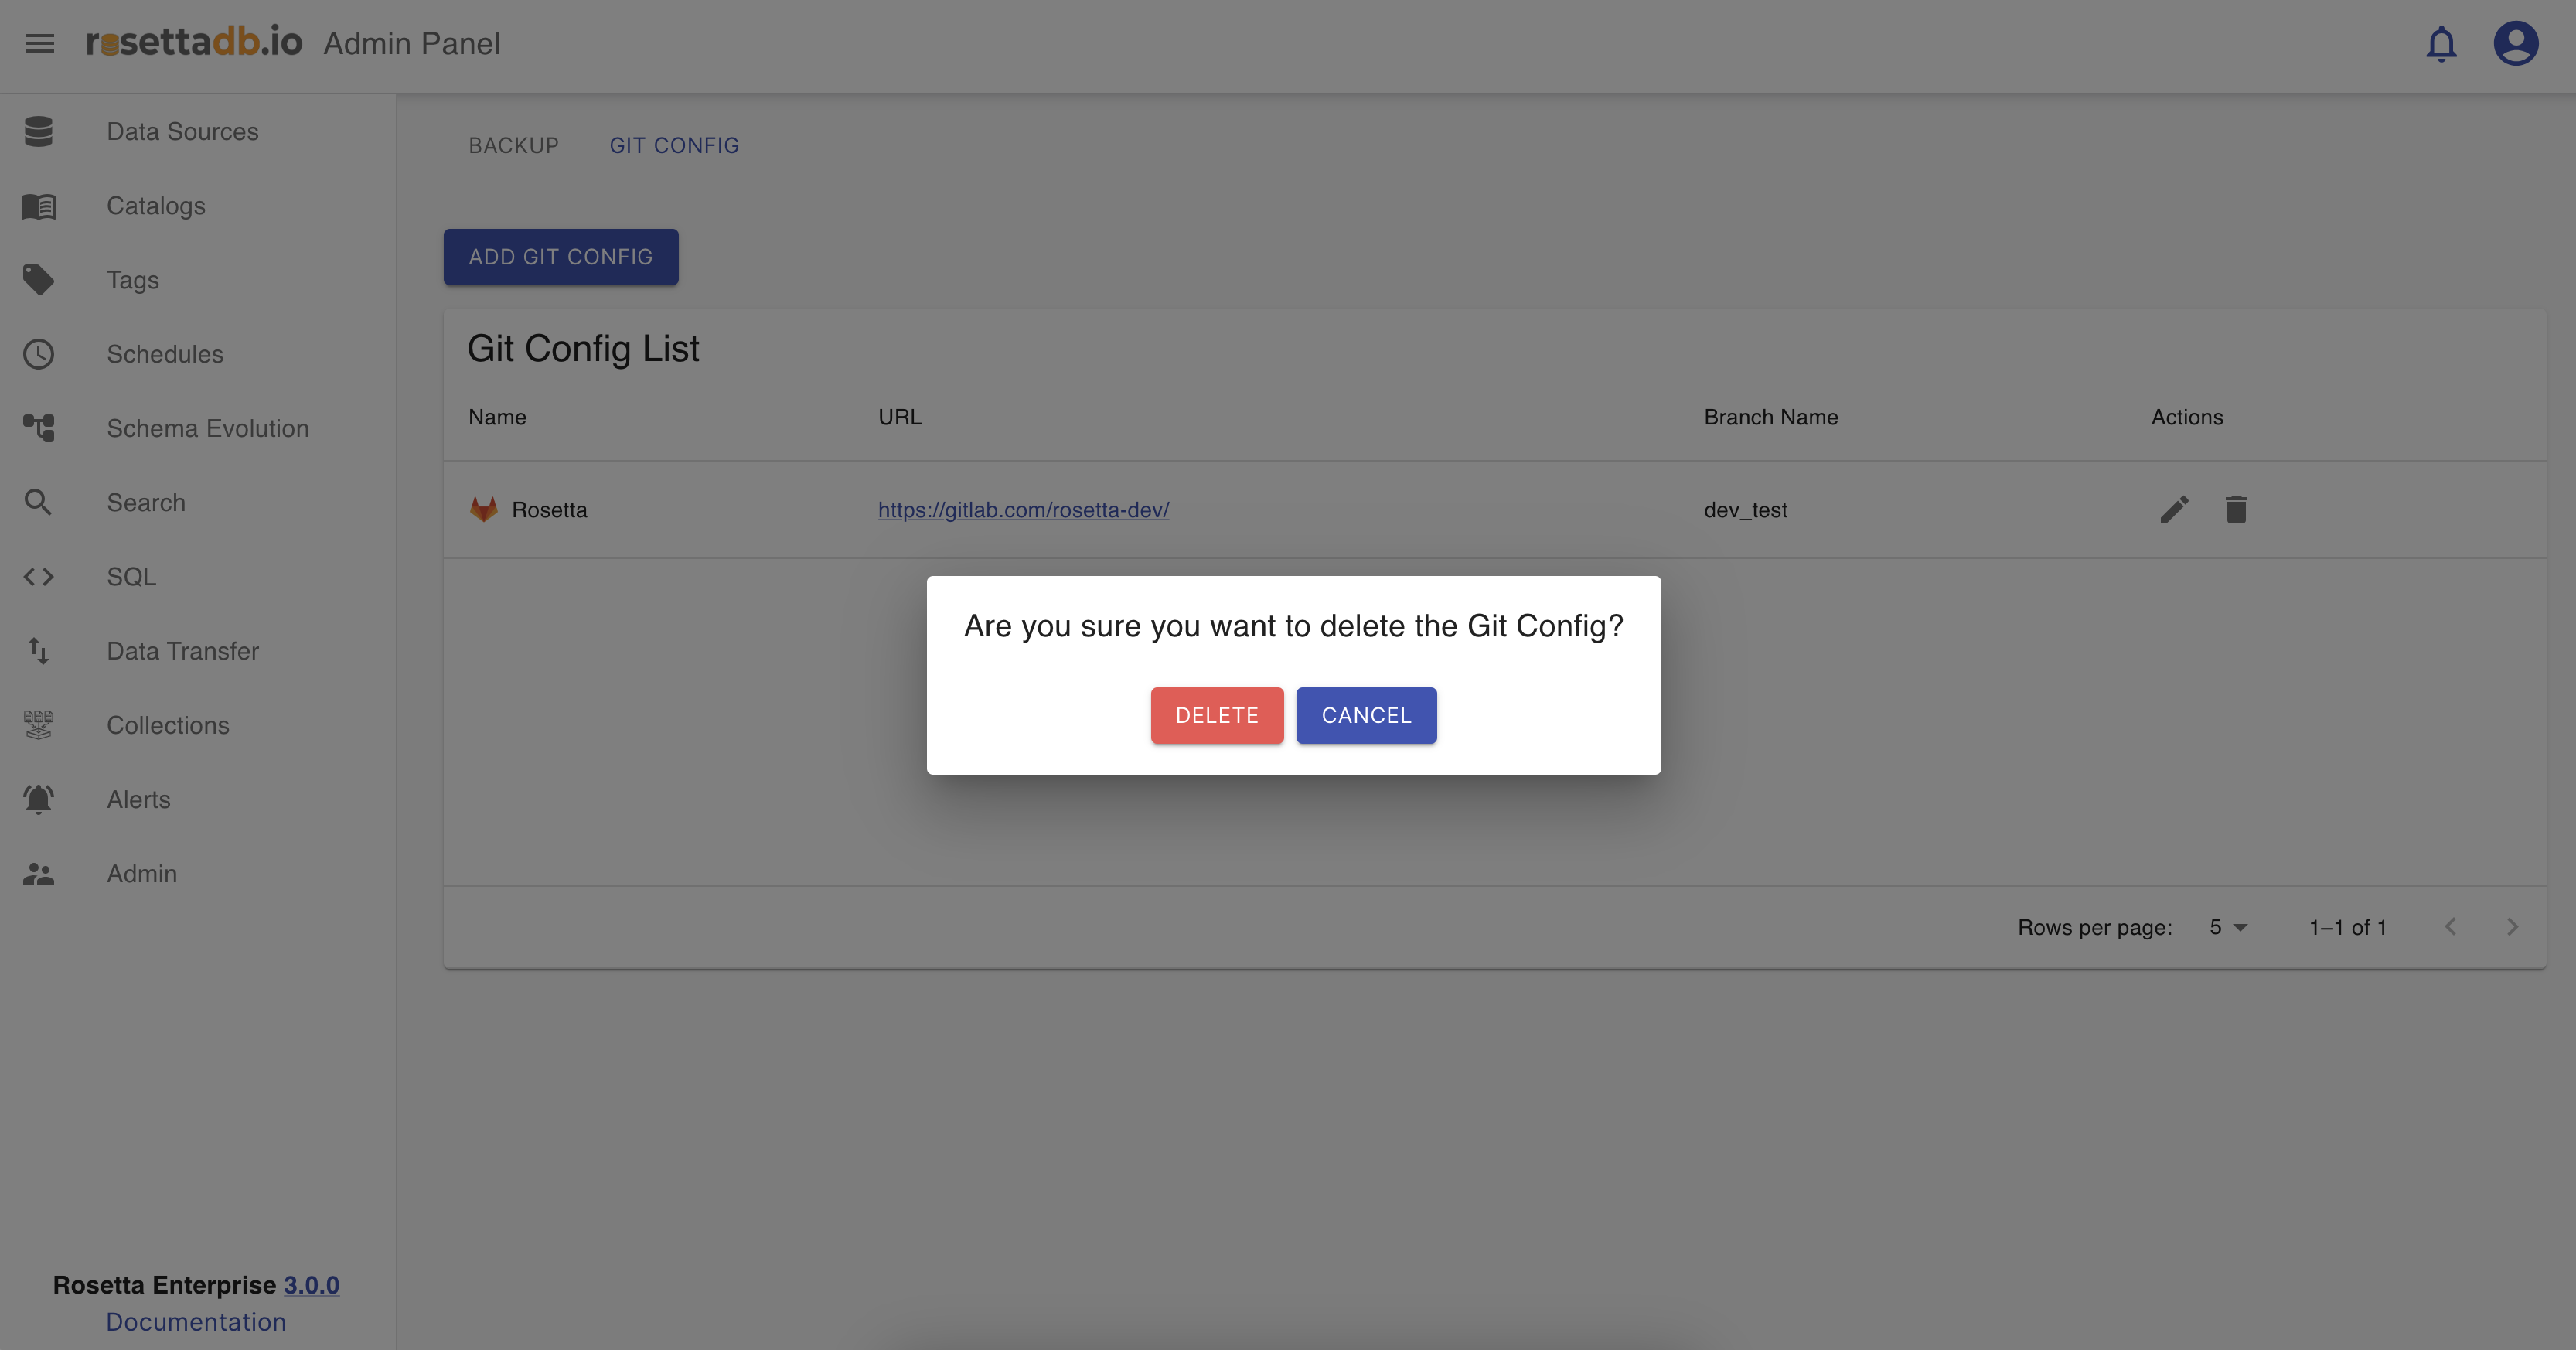 rosettadb.io Admin Panel
Data Sources
Catalogs
Tags
Schedules
Schema Evolution
Search
SQL
Data Transfer
Collections
Alerts
Admin
Rosetta Enterprise 3.0.0
Documentation
BACKUP GIT CONFIG
ADD GIT CONFIG
Git Config List
Name URL Branch Name Actions
Rosetta https://gitlab.com/rosetta-dev/ dev_test
Are you sure you want to delete the Git Config?
DELETE CANCEL
Rows per page: 5 1–1 of 1